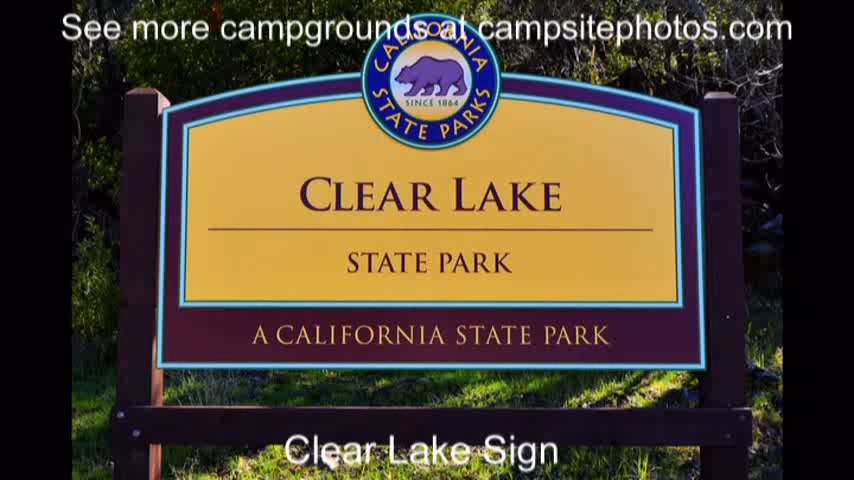 See more campgrounds at campsitephotos.com
CALIFORNIA
SINCE 1864
STATE PARKS
CLEAR LAKE
STATE PARK
A CALIFORNIA STATE PARK
Clear Lake Sign